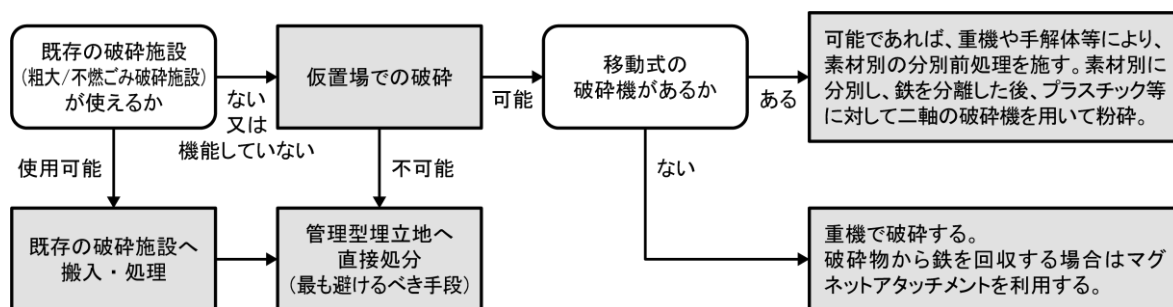 既存の破砕施設
(粗大/不燃ごみ破砕施設)
が使えるか
ない
又は
機能していない
仮置場での破砕
可能
移動式の
破砕機があるか
ある
可能であれば、重機や手解体等により、
素材別の分別前処理を施す。素材別に
分別し、鉄を分離した後、プラスチック等
に対して二軸の破砕機を用いて粉砕。
使用可能
不可能
ない
既存の破砕施設へ
搬入・処理
管理型埋立地へ
直接処分
(最も避けるべき手段)
重機で破砕する。
破砕物から鉄を回収する場合はマグ
ネットアタッチメントを利用する。